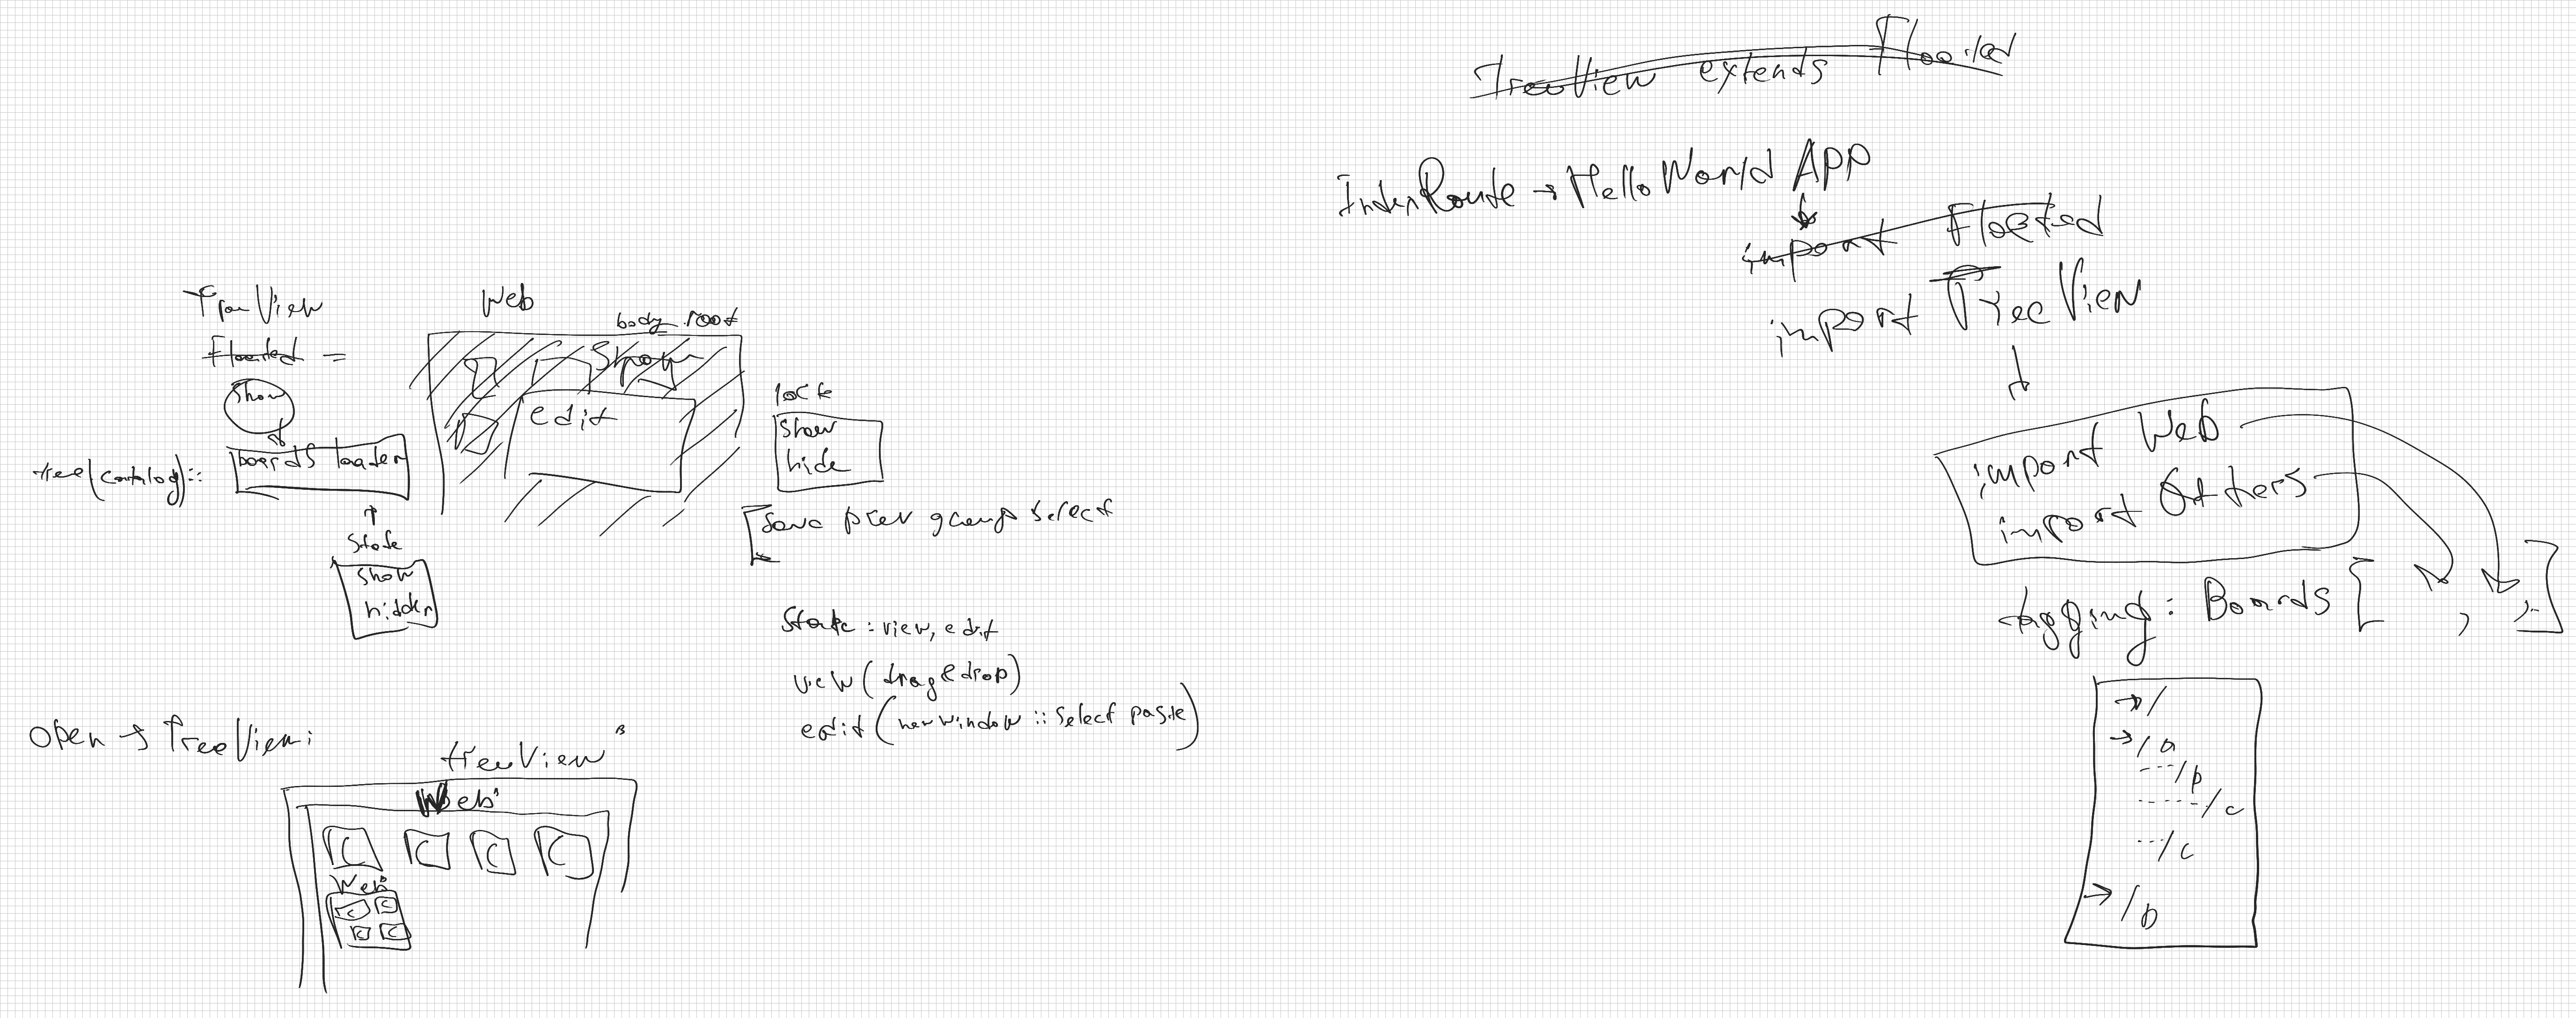 TreeView
Floated =
show
tree(catalog)::
boards loader
state
show
hidden
Web
body root
Show
edit
lock
show
hide
save prev group select
state: view, edit
view (drag&drop)
edit (new window :: select paste)
Open → TreeView:
treeView
Web
C C C C
Web
C C
C C
TreeView extends Floated
IndexRoute → HelloWorld App
import Floated
import TreeView
import Web
import Others
tagging: Boards [ , , ]
→ /
→ /a
---/b
------/c
---/c
→ /b